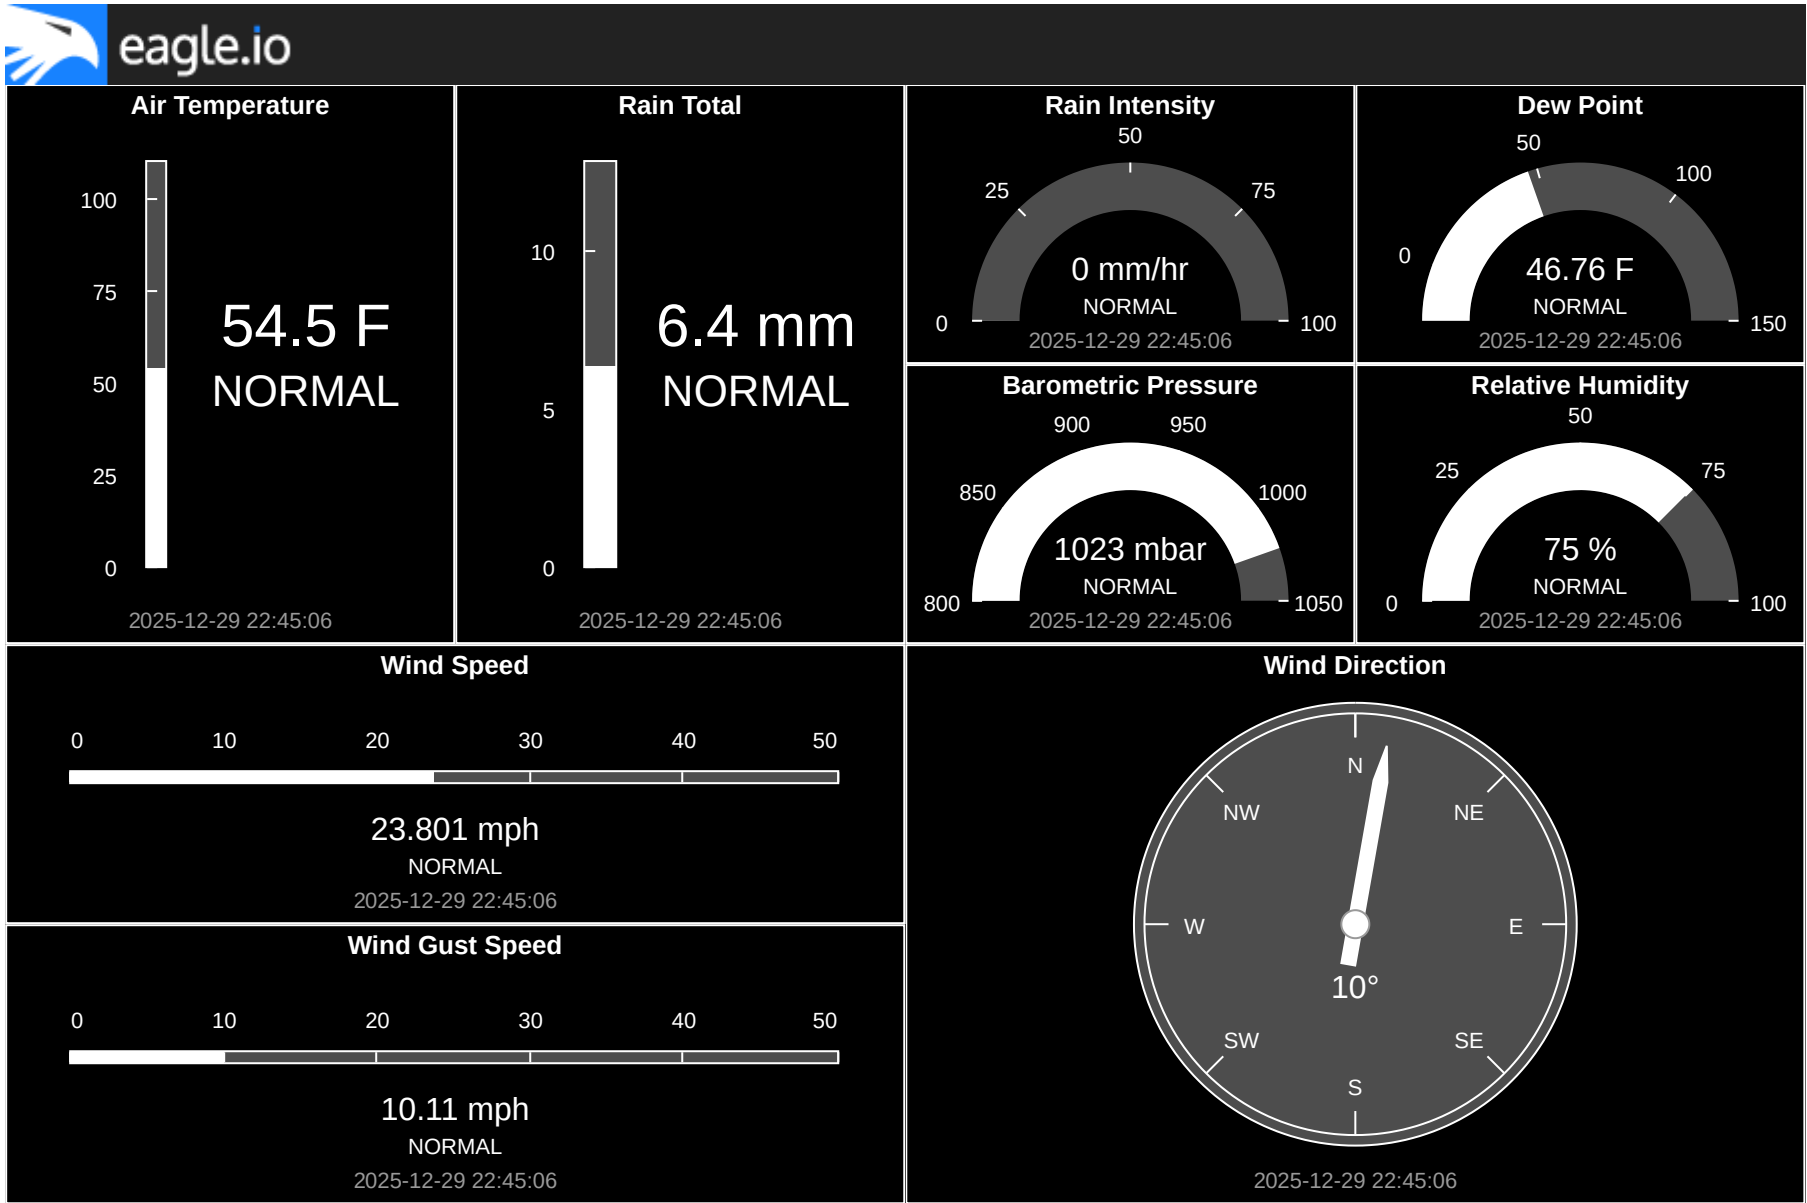 eagle.io
Air Temperature
100
75
50
25
0
54.5 F
NORMAL
2025-12-29 22:45:06
Rain Total
10
5
0
6.4 mm
NORMAL
2025-12-29 22:45:06
Rain Intensity
0
25
50
75
100
0 mm/hr
NORMAL
2025-12-29 22:45:06
Dew Point
0
50
100
150
46.76 F
NORMAL
2025-12-29 22:45:06
Barometric Pressure
800
850
900
950
1000
1050
1023 mbar
NORMAL
2025-12-29 22:45:06
Relative Humidity
0
25
50
75
100
75 %
NORMAL
2025-12-29 22:45:06
Wind Speed
0 10 20 30 40 50
23.801 mph
NORMAL
2025-12-29 22:45:06
Wind Gust Speed
0 10 20 30 40 50
10.11 mph
NORMAL
2025-12-29 22:45:06
Wind Direction
N
NW NE
W E
10°
SW SE
S
2025-12-29 22:45:06